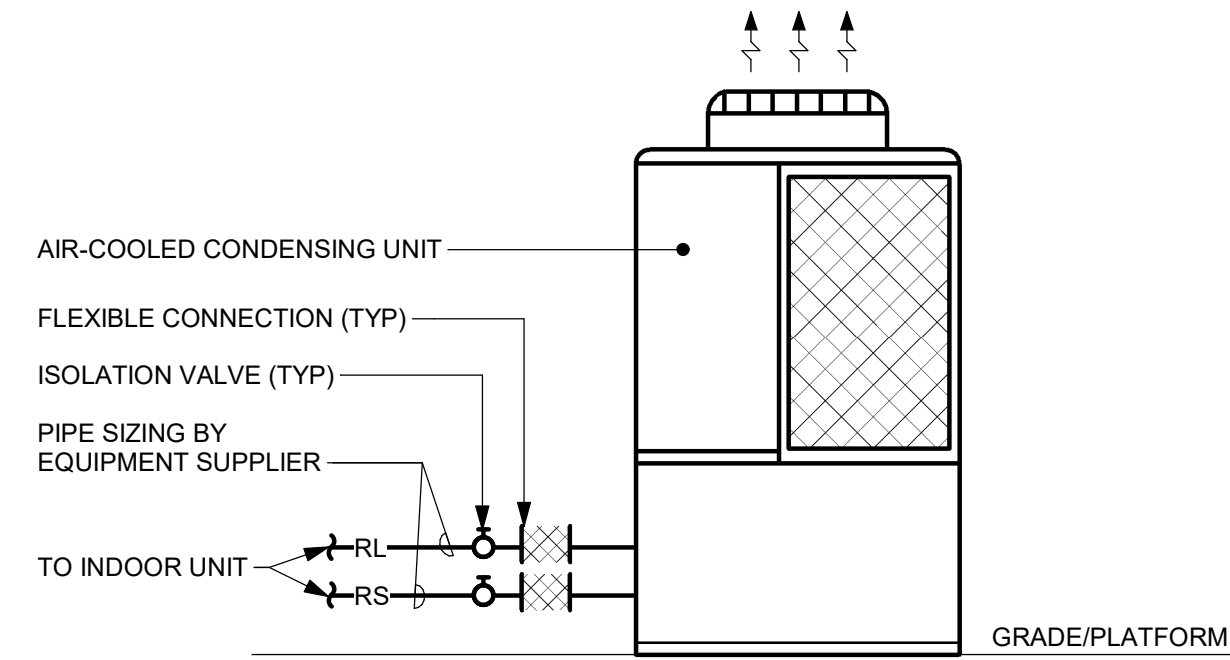 AIR-COOLED CONDENSING UNIT
FLEXIBLE CONNECTION (TYP)
ISOLATION VALVE (TYP)
PIPE SIZING BY
EQUIPMENT SUPPLIER
RL
TO INDOOR UNIT
RS
GRADE/PLATFORM